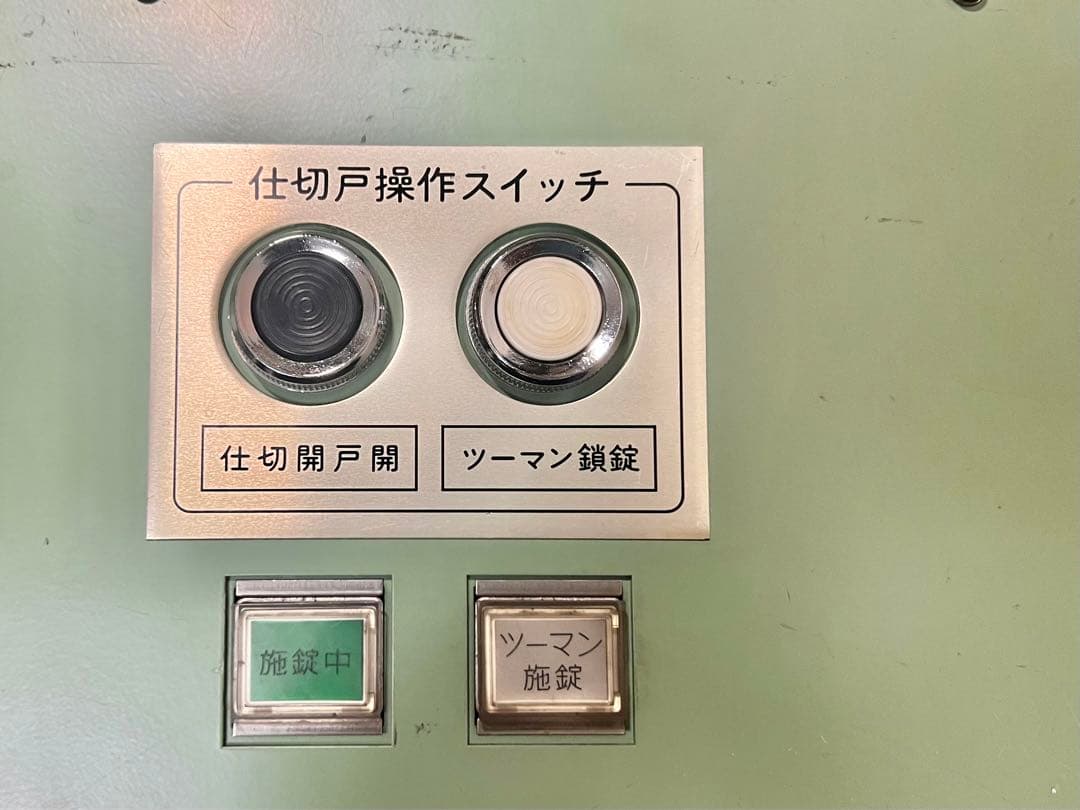 仕切戸操作スイッチ
仕切開戸開
ツーマン鎖錠
施錠中
ツーマン
施錠